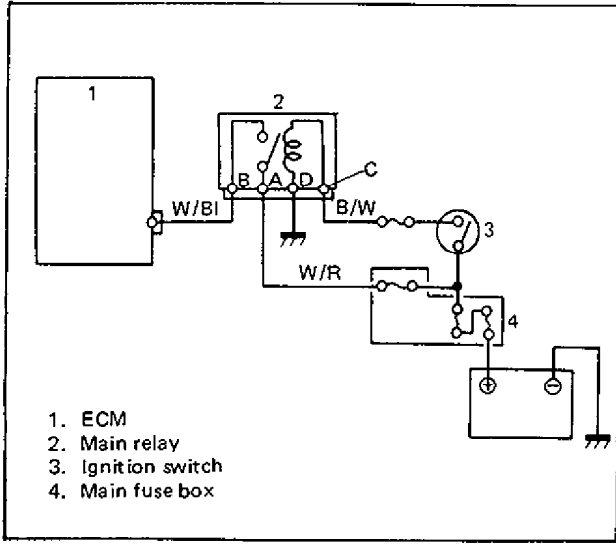 1
2
B A D
C
W/Bl
B/W
3
W/R
4
+ −
1. ECM
2. Main relay
3. Ignition switch
4. Main fuse box